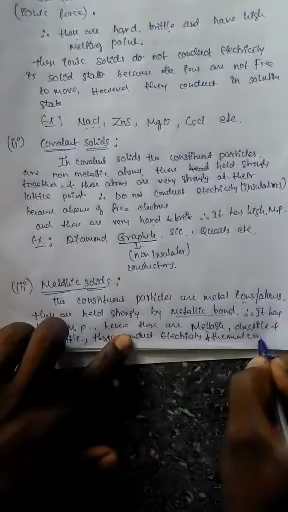 (Ionic force).
∴ they are hard, brittle and have high
Melting point.
These Ionic solids do not conduct Electricity
in solid state because the Ions are not free
to move, However they conduct in solution
state
Ex: Nacl, ZnS, Mgo, Cscl etc.
(ii) Covalent solids:
In covalent solids the constituent particles
are non metallic atoms, these held strongly
together, & these atoms are very strongly at their
lattice point ∴ Do not conduct Electricity (insulators)
because absence of free electrons
and they are very hard & brittle ∴ It has high M.P.
Ex: Diamond, Graphite, Sic, Quartz etc.
(non insulator)
conductors.
(iii) Metallic solids:
The constituent particles are metal Ions/atoms.
They are held strongly by metallic bond. ∴ It has
M.P., hence these are Malleable, ductile &
Electricity & thermal con